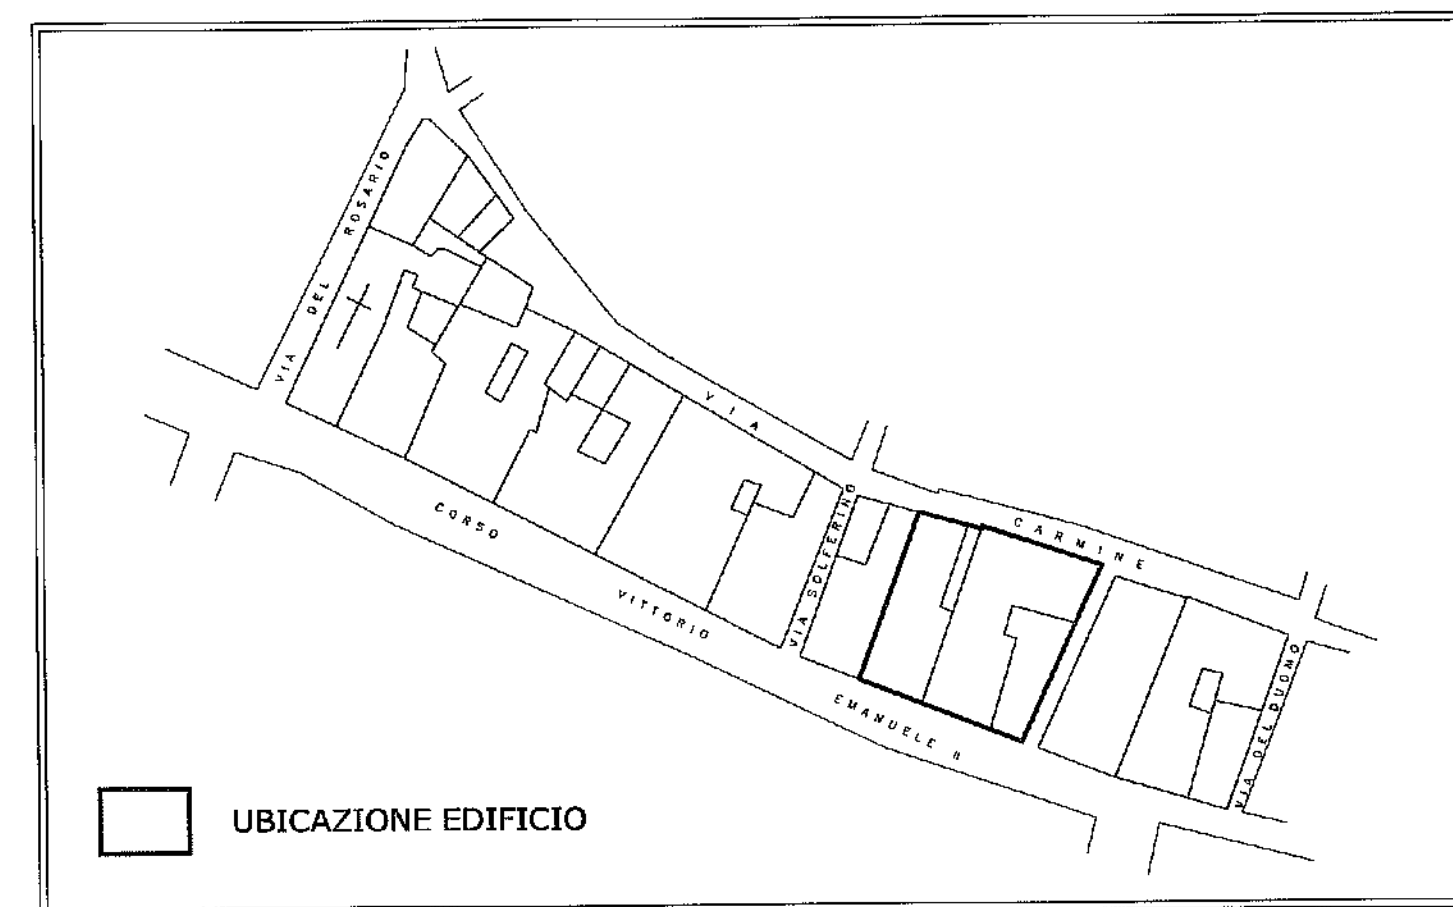 VIA DEL ROSARIO
VIA
CARMINE
VIA SOLFERINO
CORSO
VITTORIO
EMANUELE II
VIA DEL DUOMO
UBICAZIONE EDIFICIO